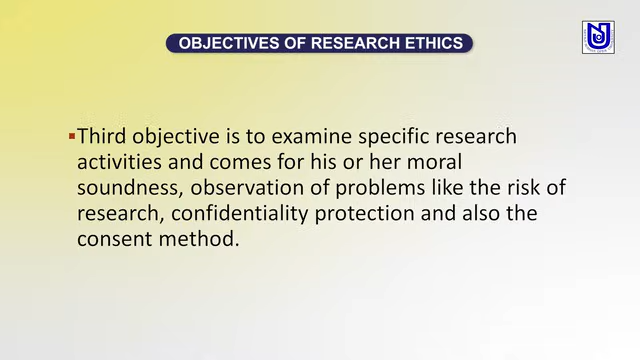 OBJECTIVES OF RESEARCH ETHICS
▪Third objective is to examine specific research
activities and comes for his or her moral
soundness, observation of problems like the risk of
research, confidentiality protection and also the
consent method.